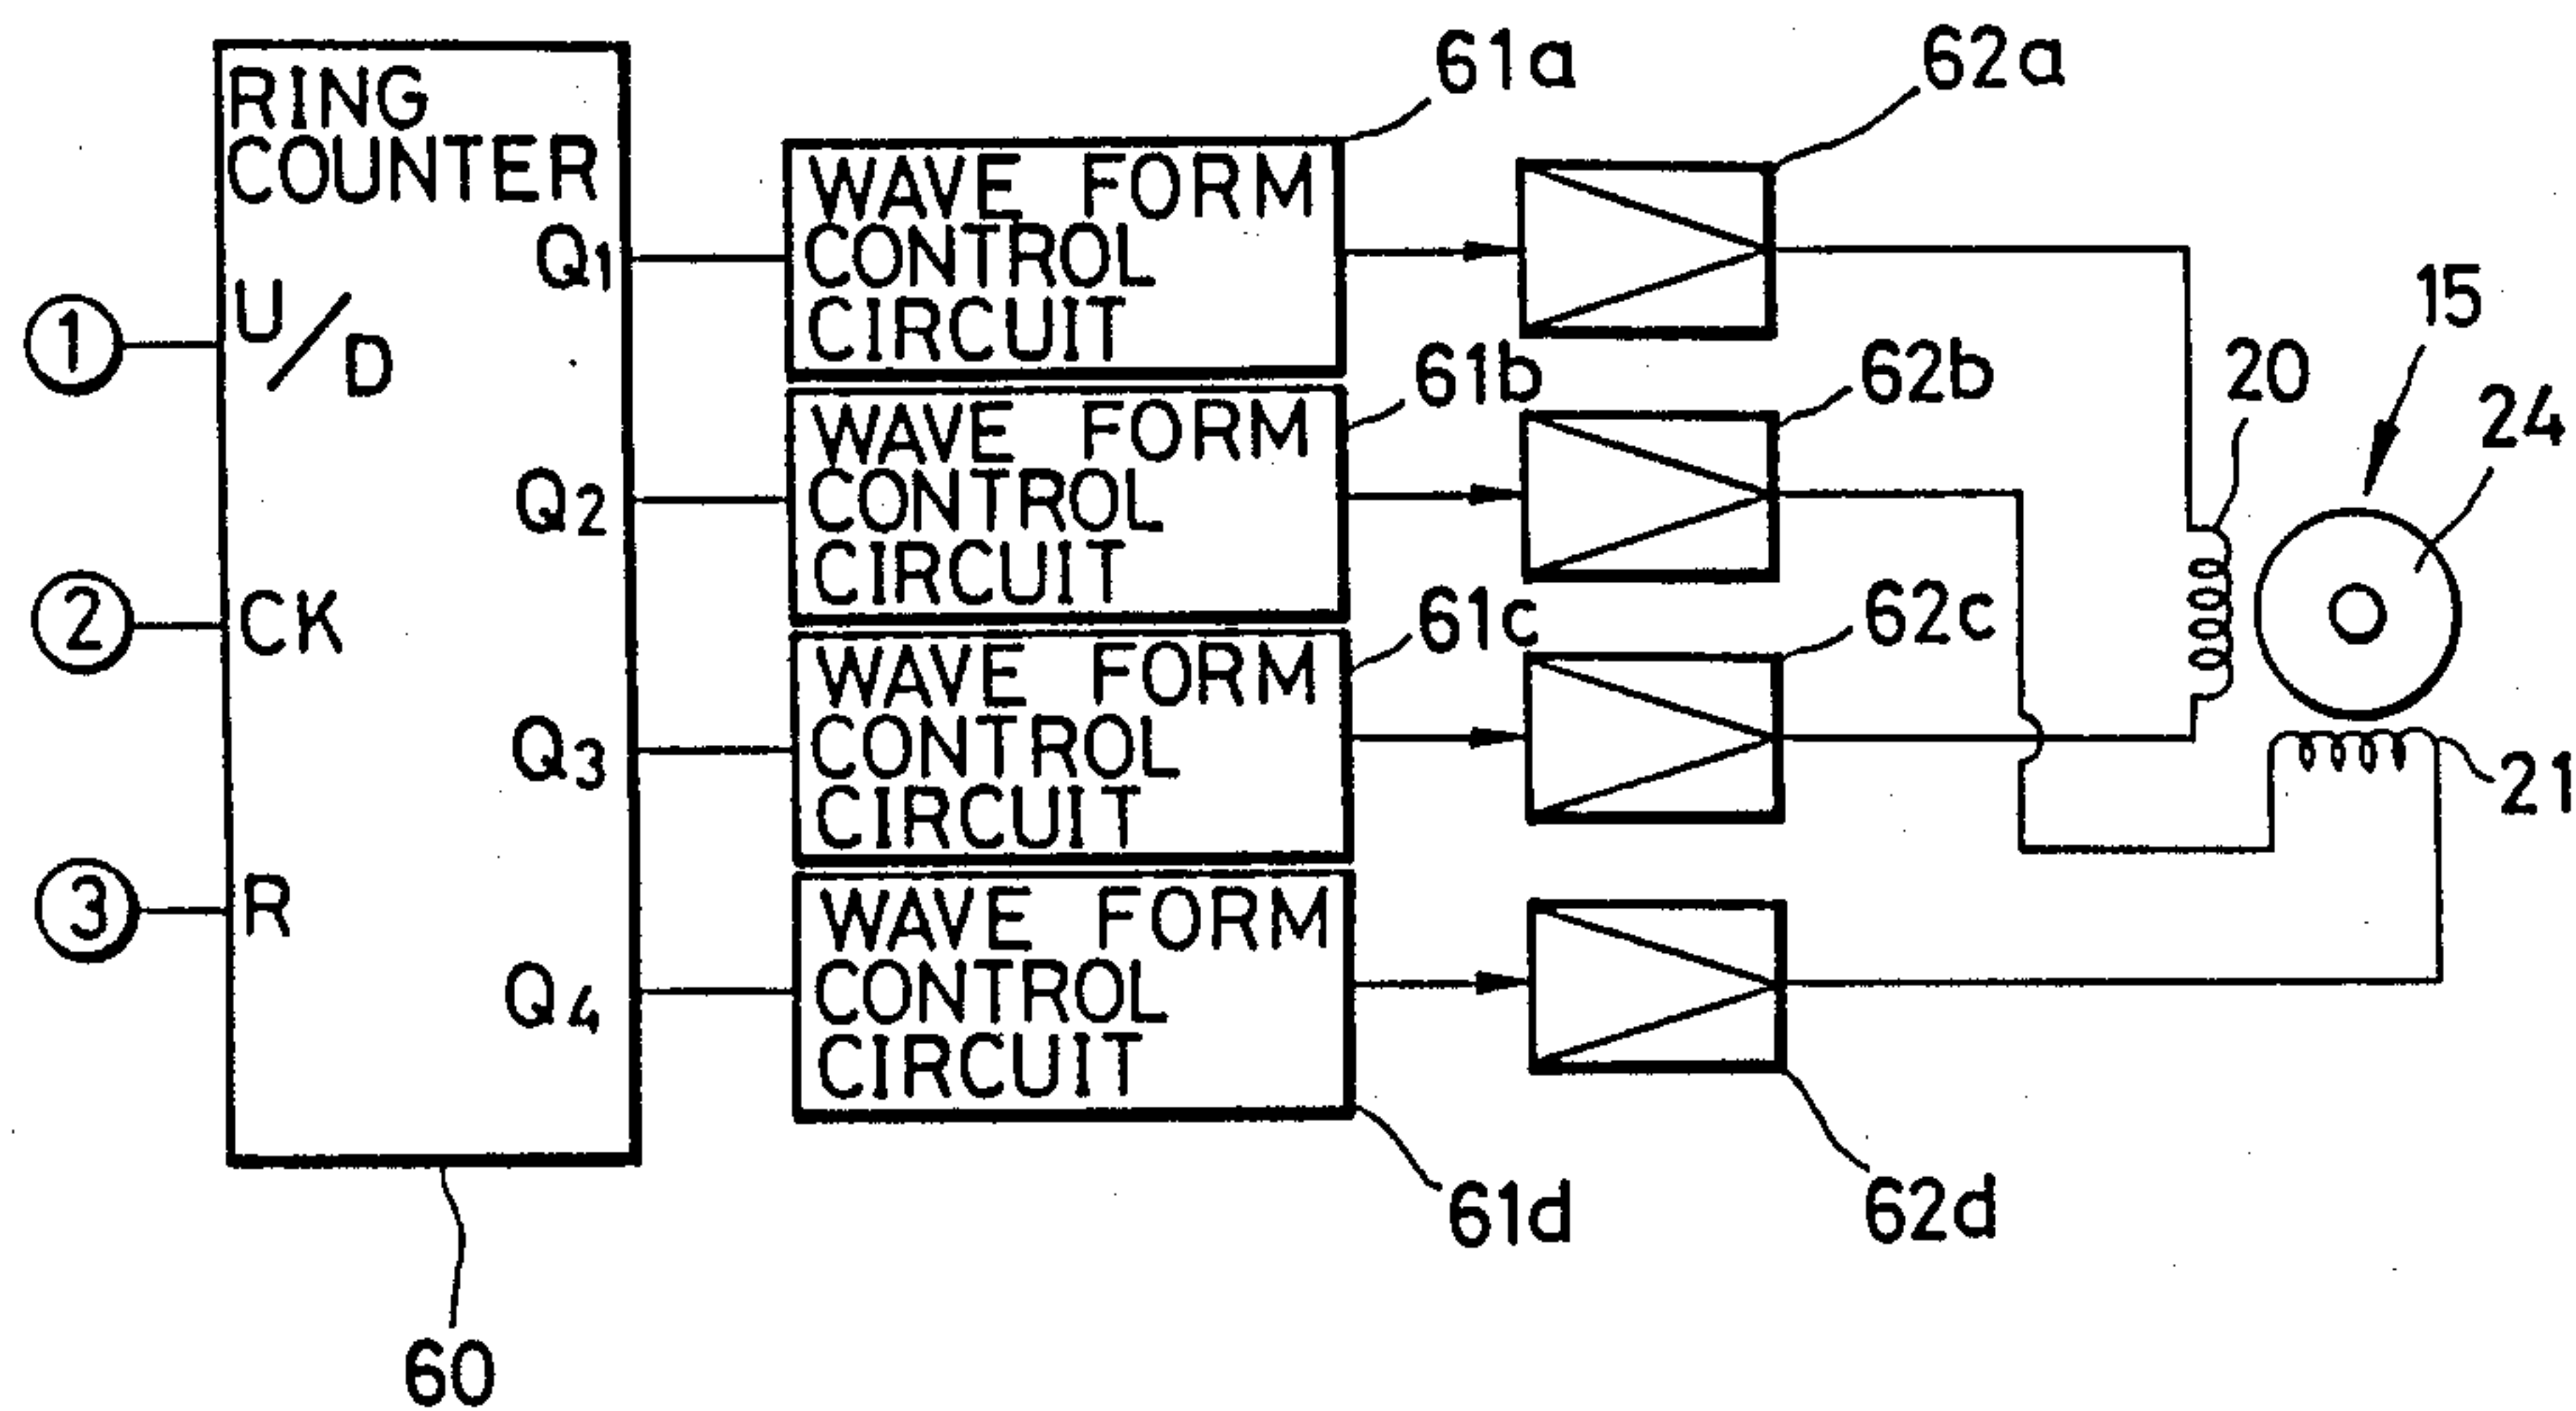 RING
COUNTER
U/D
CK
R
Q1
Q2
Q3
Q4
1
2
3
60
WAVE FORM
CONTROL
CIRCUIT
61a
WAVE FORM
CONTROL
CIRCUIT
61b
WAVE FORM
CONTROL
CIRCUIT
61c
WAVE FORM
CONTROL
CIRCUIT
61d
62a
62b
62c
62d
15
20
24
21